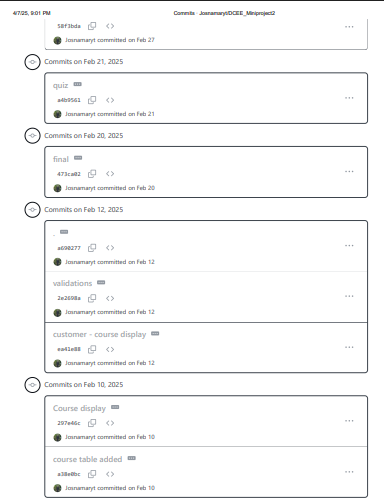 4/7/25, 9:01 PM
Commits · Josnamaryt/DCEE_Miniproject2
58f3bda
Josnamaryt committed on Feb 27
Commits on Feb 21, 2025
quiz
a4b9561
Josnamaryt committed on Feb 21
Commits on Feb 20, 2025
final
473ca02
Josnamaryt committed on Feb 20
Commits on Feb 12, 2025
.
a690277
Josnamaryt committed on Feb 12
validations
2e2698a
Josnamaryt committed on Feb 12
customer - course display
ea41e88
Josnamaryt committed on Feb 12
Commits on Feb 10, 2025
Course display
297e46c
Josnamaryt committed on Feb 10
course table added
a38e0bc
Josnamaryt committed on Feb 10